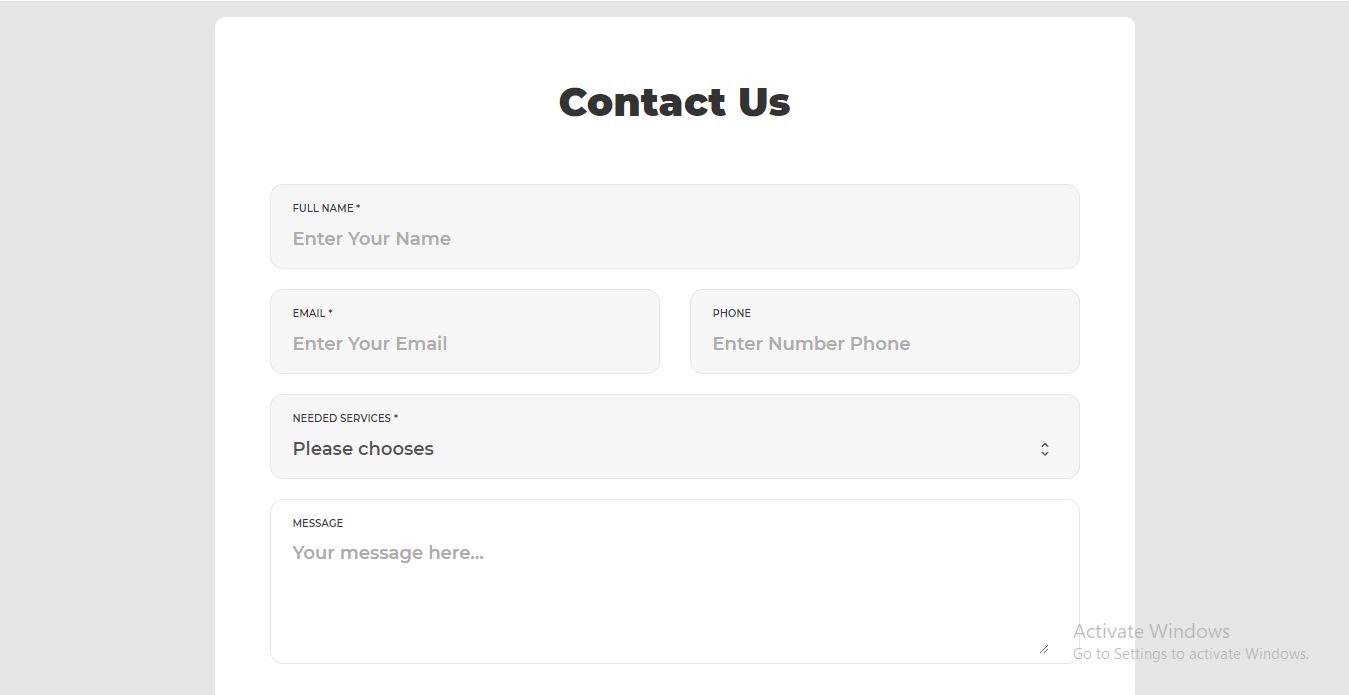 Contact Us
FULL NAME *
Enter Your Name
EMAIL *
Enter Your Email
PHONE
Enter Number Phone
NEEDED SERVICES *
Please chooses
MESSAGE
Your message here...
Activate Windows
Go to Settings to activate Windows.